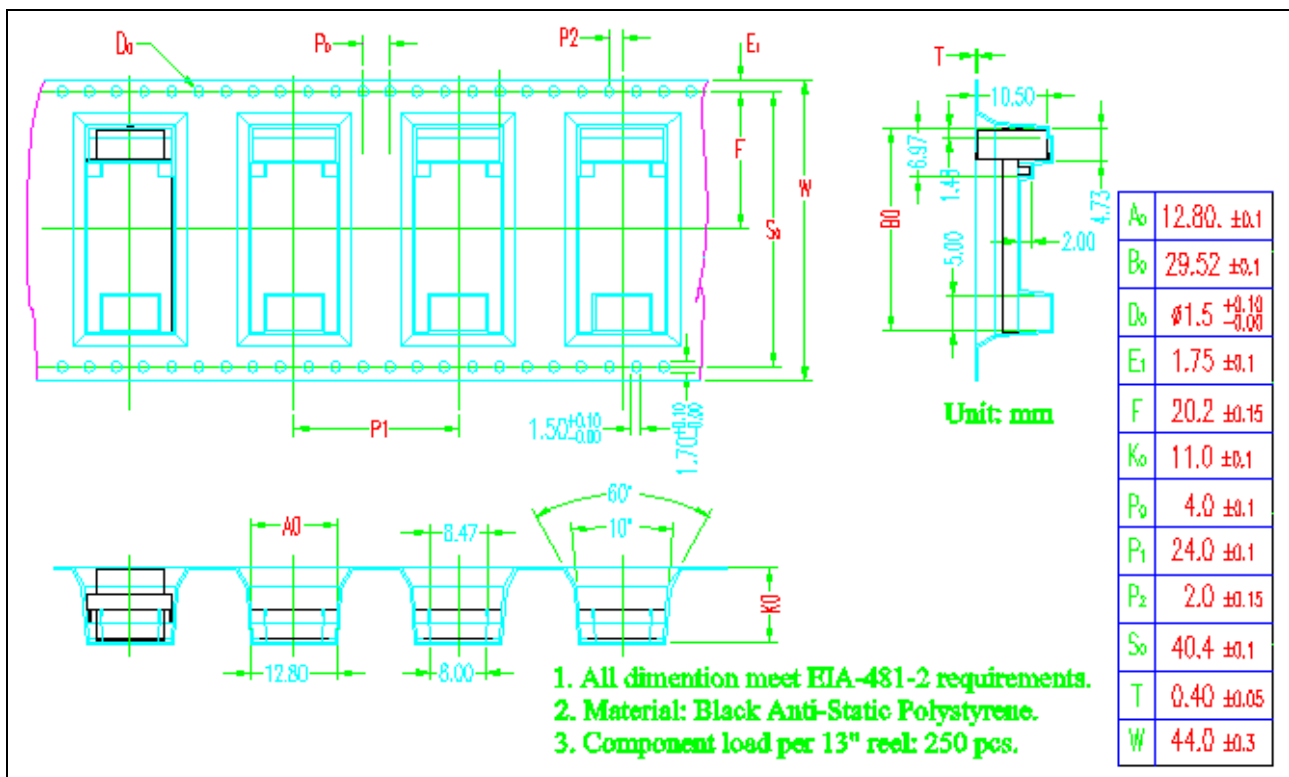 D₀
P₀
P2
E₁
T
10.50
F
W
S₀
6.97
1.43
B0
5.00
4.73
2.00
P1
1.50 +0.10 -0.00
1.70 +0.10 -0.00
Unit: mm
A0
8.47
60°
10°
K0
12.80
8.00
1. All dimention meet EIA-481-2 requirements.
2. Material: Black Anti-Static Polystyrene.
3. Component load per 13" reel: 250 pcs.
A₀ 12.80. ±0.1
B₀ 29.52 ±0.1
D₀ ø1.5 +0.10 -0.00
E₁ 1.75 ±0.1
F 20.2 ±0.15
K₀ 11.0 ±0.1
P₀ 4.0 ±0.1
P₁ 24.0 ±0.1
P₂ 2.0 ±0.15
S₀ 40.4 ±0.1
T 0.40 ±0.05
W 44.0 ±0.3